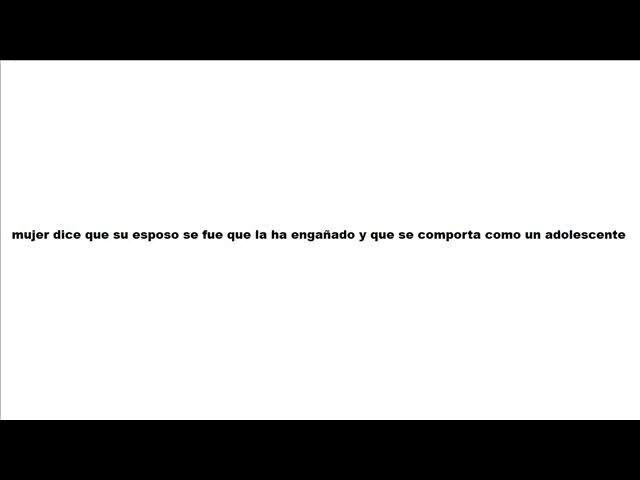 mujer dice que su esposo se fue que la ha engañado y que se comporta como un adolescente